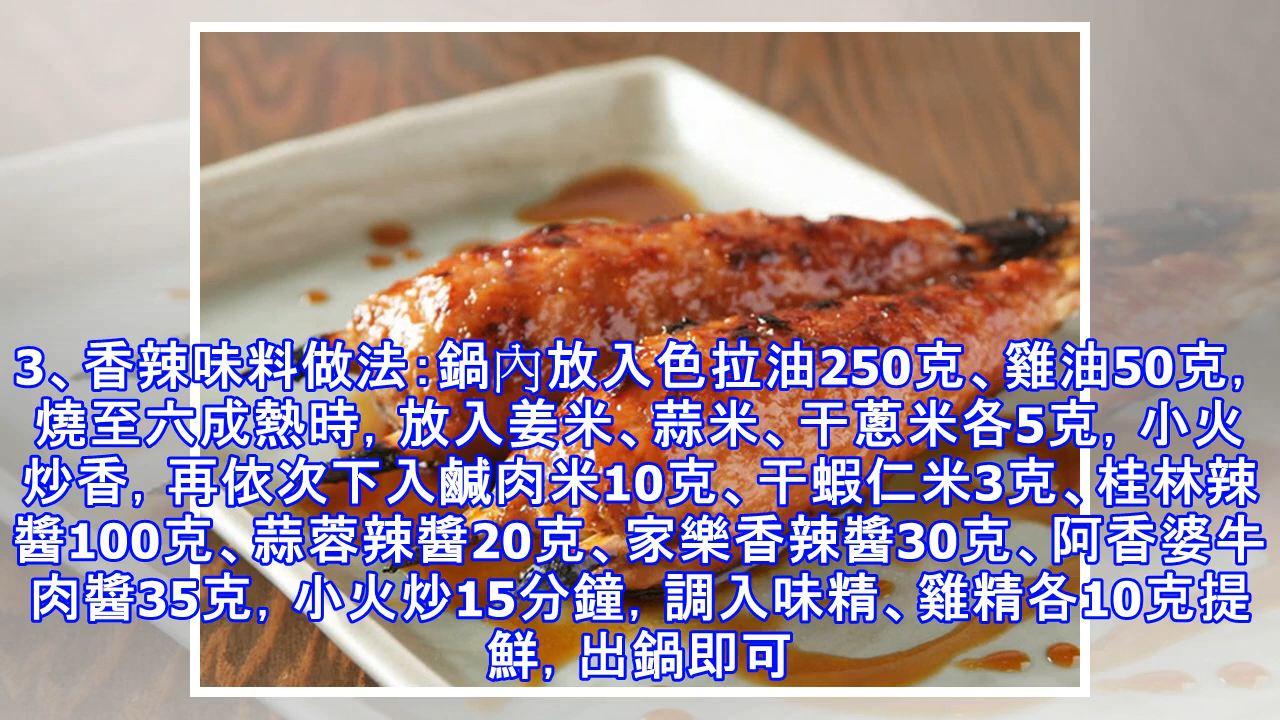 3、香辣味料做法:鍋內放入色拉油250克、雞油50克,
燒至六成熱時, 放入姜米、蒜米、干蔥米各5克, 小火
炒香, 再依次下入鹹肉米10克、干蝦仁米3克、桂林辣
醬100克、蒜蓉辣醬20克、家樂香辣醬30克、阿香婆牛
肉醬35克, 小火炒15分鐘, 調入味精、雞精各10克提
鮮, 出鍋即可